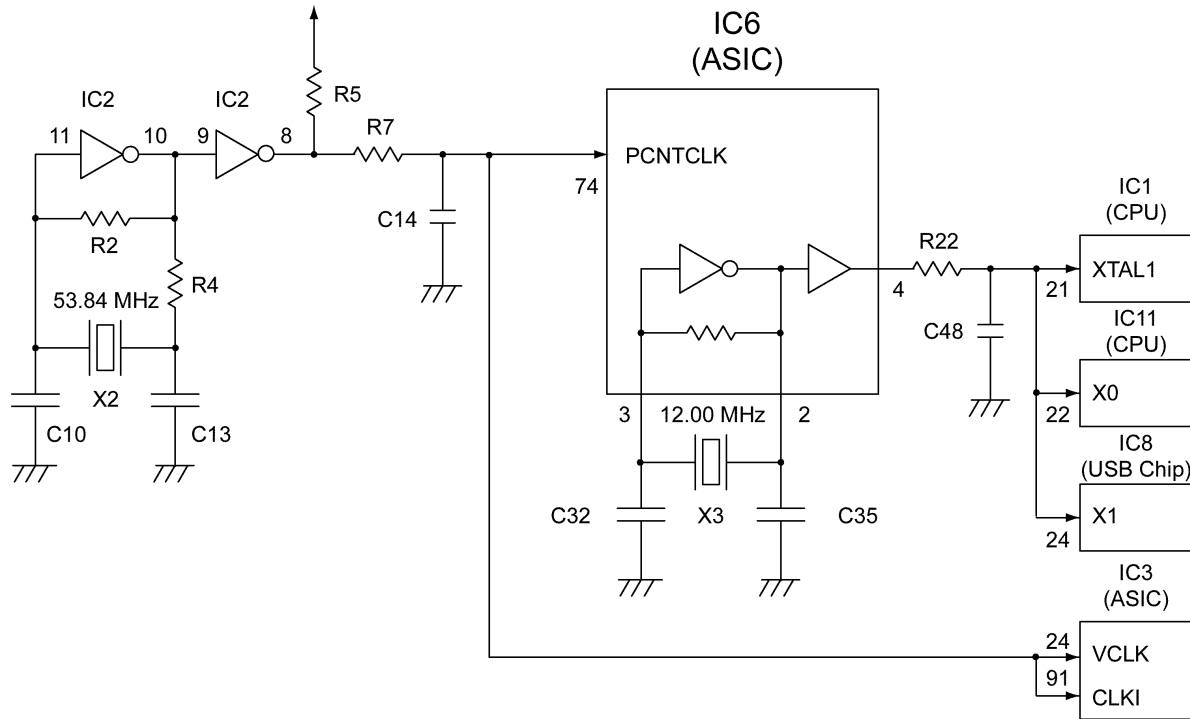 IC6
(ASIC)
IC2
IC2
R5
11
10
9
8
R7
PCNTCLK
74
C14
R2
R4
53.84 MHz
X2
C10
C13
R22
4
C48
3
12.00 MHz
2
C32
X3
C35
IC1
(CPU)
XTAL1
21
IC11
(CPU)
X0
22
IC8
(USB Chip)
X1
24
IC3
(ASIC)
24
VCLK
91
CLKI